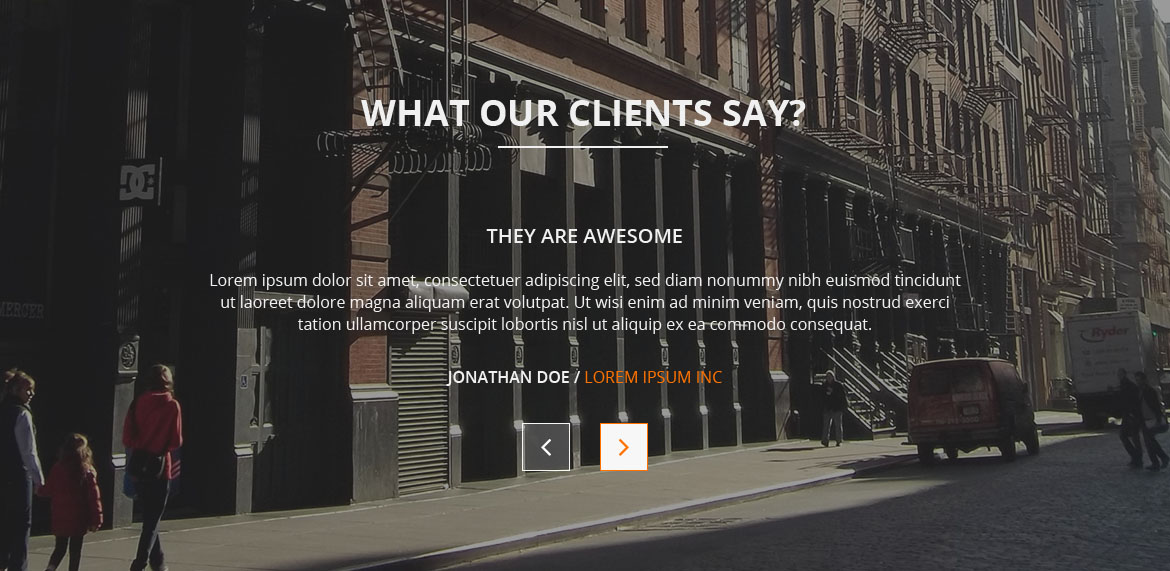 WHAT OUR CLIENTS SAY?
DC
THEY ARE AWESOME
Lorem ipsum dolor sit amet, consectetuer adipiscing elit, sed diam nonummy nibh euismod tincidunt
ut laoreet dolore magna aliquam erat volutpat. Ut wisi enim ad minim veniam, quis nostrud exerci
tation ullamcorper suscipit lobortis nisl ut aliquip ex ea commodo consequat.
MERCER
Ryder
JONATHAN DOE / LOREM IPSUM INC